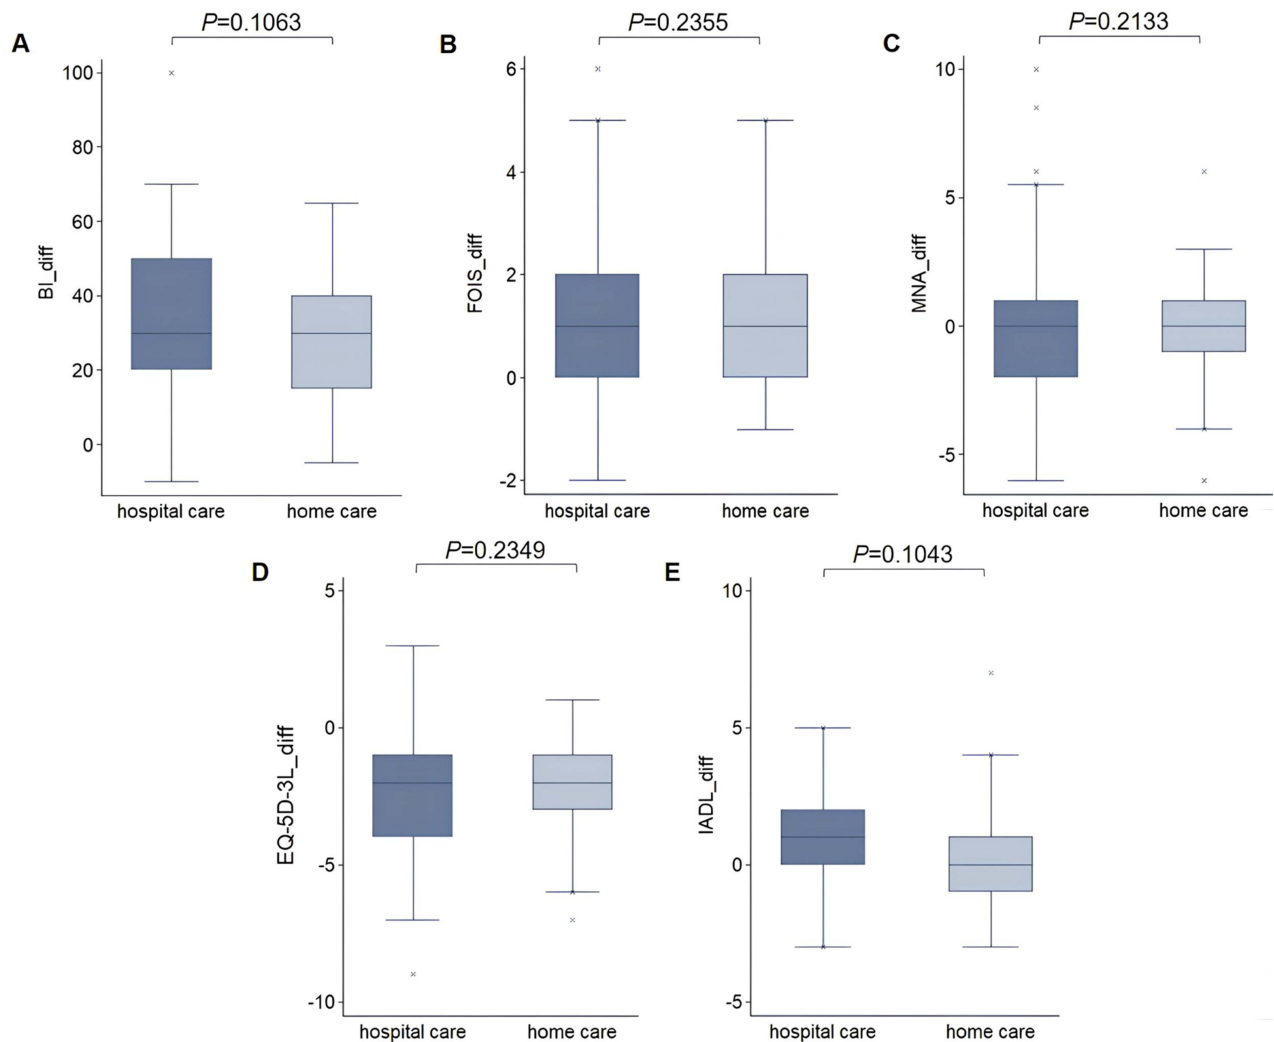 A
P=0.1063
BI_diff
100
80
60
40
20
0
hospital care
home care
B
P=0.2355
FOIS_diff
6
4
2
0
-2
hospital care
home care
C
P=0.2133
MNA_diff
10
5
0
-5
hospital care
home care
D
P=0.2349
EQ-5D-3L_diff
5
0
-5
-10
hospital care
home care
E
P=0.1043
IADL_diff
10
5
0
-5
hospital care
home care